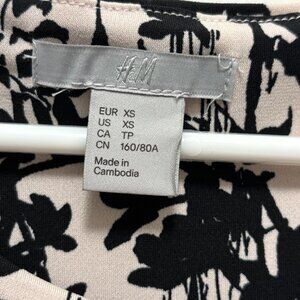 H&M
EUR XS
US XS
CA TP
CN 160/80A
Made in
Cambodia